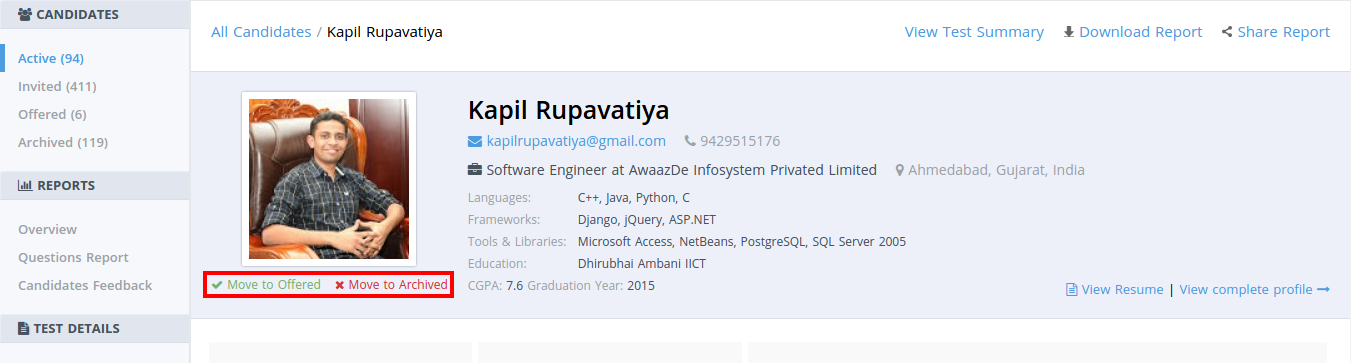 CANDIDATES
Active (94)
Invited (411)
Offered (6)
Archived (119)
REPORTS
Overview
Questions Report
Candidates Feedback
TEST DETAILS
All Candidates / Kapil Rupavatiya
View Test Summary Download Report Share Report
Kapil Rupavatiya
kapilrupavatiya@gmail.com 9429515176
Software Engineer at AwaazDe Infosystem Privated Limited Ahmedabad, Gujarat, India
Languages: C++, Java, Python, C
Frameworks: Django, jQuery, ASP.NET
Tools & Libraries: Microsoft Access, NetBeans, PostgreSQL, SQL Server 2005
Education: Dhirubhai Ambani IICT
CGPA: 7.6 Graduation Year: 2015
Move to Offered Move to Archived
View Resume | View complete profile